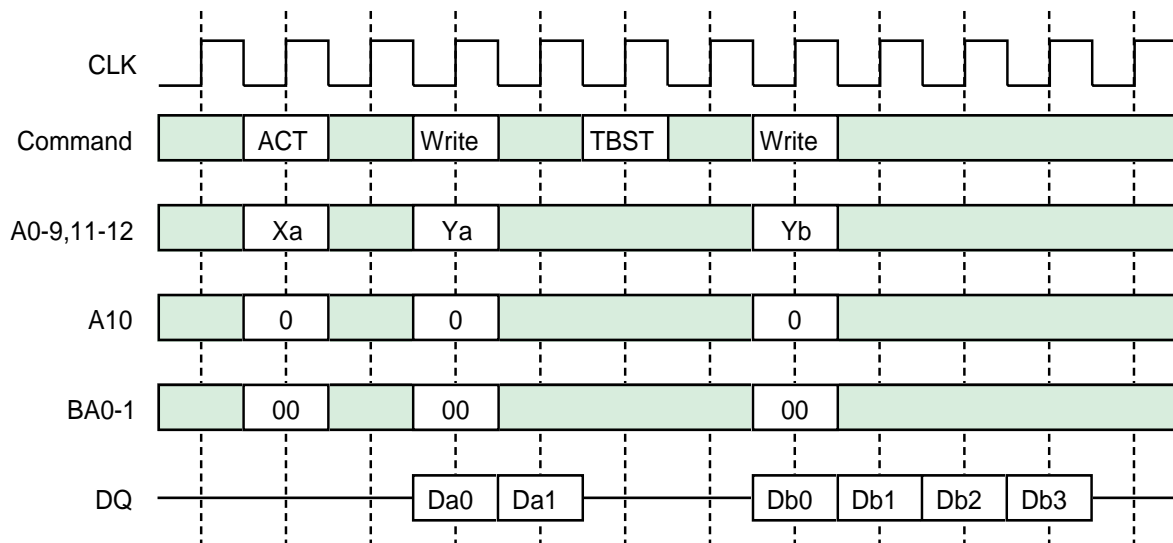 CLK
Command ACT Write TBST Write
A0-9,11-12 Xa Ya Yb
A10 0 0 0
BA0-1 00 00 00
DQ Da0 Da1 Db0 Db1 Db2 Db3